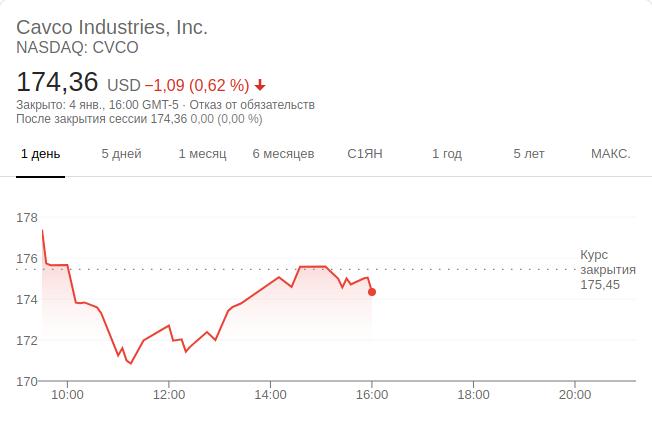 Cavco Industries, Inc.
NASDAQ: CVCO
174,36 USD −1,09 (0,62 %)
Закрыто: 4 янв., 16:00 GMT-5 · Отказ от обязательств
После закрытия сессии 174,36 0,00 (0,00 %)
1 день 5 дней 1 месяц 6 месяцев С1ЯН 1 год 5 лет МАКС.
178
176
174
172
170
Курс
закрытия
175,45
10:00 12:00 14:00 16:00 18:00 20:00